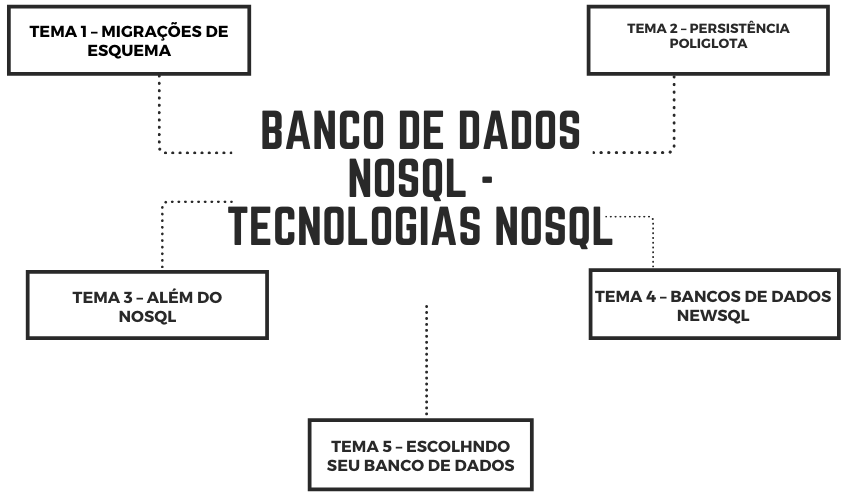 TEMA 1 – MIGRAÇÕES DE
ESQUEMA
TEMA 2 – PERSISTÊNCIA
POLIGLOTA
BANCO DE DADOS
NOSQL -
TECNOLOGIAS NOSQL
TEMA 3 – ALÉM DO
NOSQL
TEMA 4 – BANCOS DE DADOS
NEWSQL
TEMA 5 – ESCOLHNDO
SEU BANCO DE DADOS